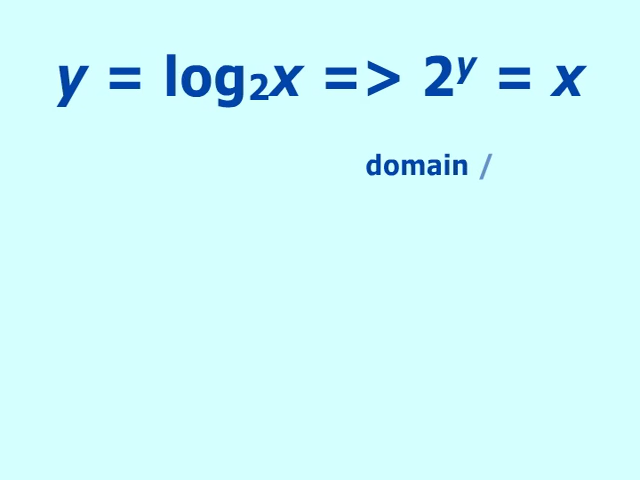 y = log₂x => 2ʸ = x
domain /